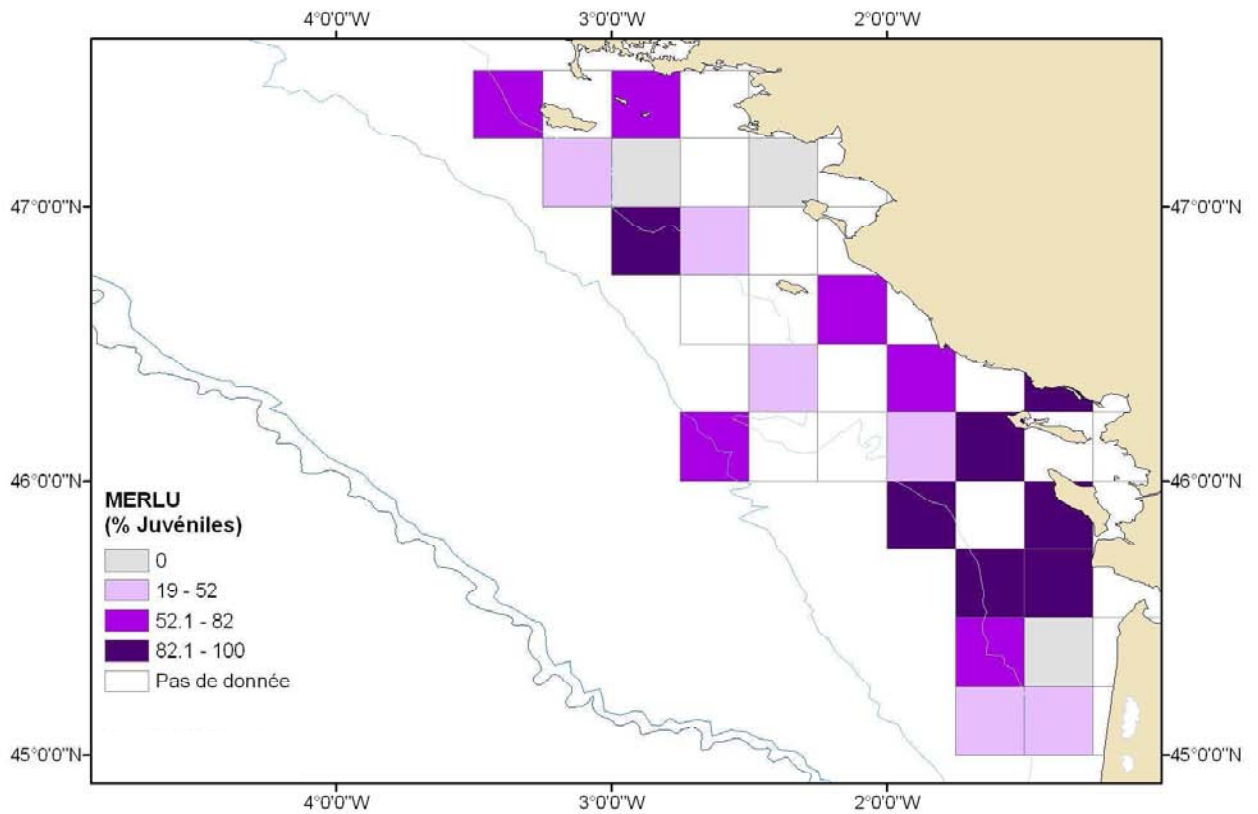 4°0'0"W 3°0'0"W 2°0'0"W
47°0'0"N 47°0'0"N
46°0'0"N 46°0'0"N
MERLU
(% Juvéniles)
0
19 - 52
52.1 - 82
82.1 - 100
Pas de donnée
45°0'0"N 45°0'0"N
4°0'0"W 3°0'0"W 2°0'0"W